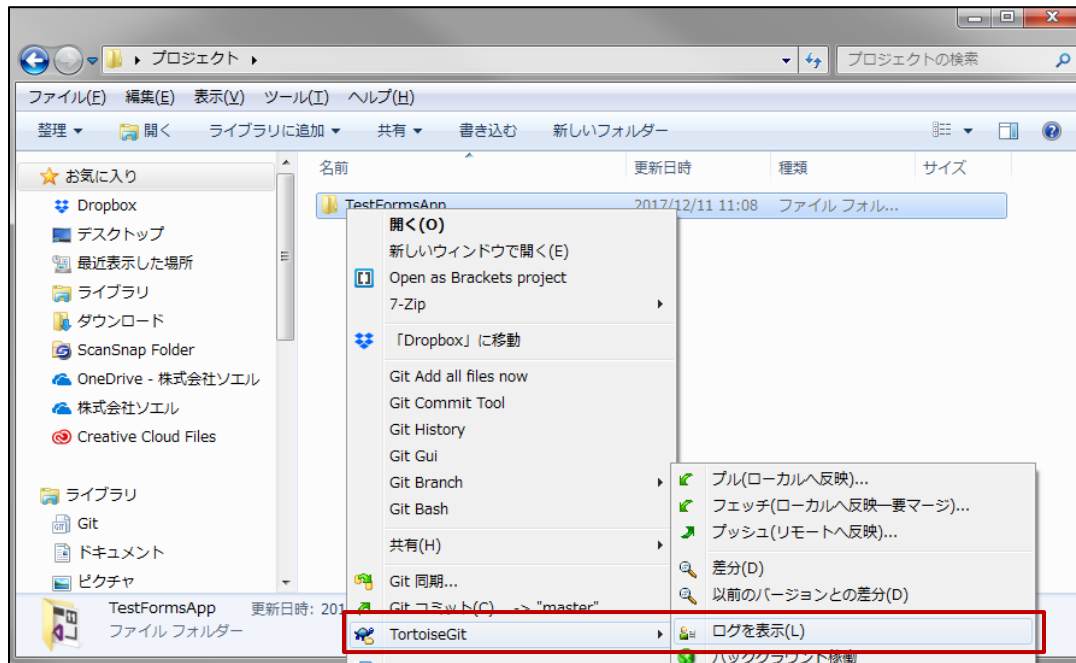 プロジェクト
プロジェクトの検索
ファイル(F) 編集(E) 表示(V) ツール(T) ヘルプ(H)
整理 開く ライブラリに追加 共有 書き込む 新しいフォルダー
お気に入り
Dropbox
デスクトップ
最近表示した場所
ライブラリ
ダウンロード
ScanSnap Folder
OneDrive - 株式会社ソエル
株式会社ソエル
Creative Cloud Files
ライブラリ
Git
ドキュメント
ピクチャ
名前 更新日時 種類 サイズ
TestFormsApp 2017/12/11 11:08 ファイル フォル...
開く(O)
新しいウィンドウで開く(E)
Open as Brackets project
7-Zip
「Dropbox」に移動
Git Add all files now
Git Commit Tool
Git History
Git Gui
Git Branch
Git Bash
共有(H)
Git 同期...
Git コミット(C) -> "master"
TortoiseGit
プル(ローカルへ反映)...
フェッチ(ローカルへ反映―要マージ)...
プッシュ(リモートへ反映)...
差分(D)
以前のバージョンとの差分(D)
ログを表示(L)
バックグラウンド稼働
TestFormsApp 更新日時: 201
ファイル フォルダー